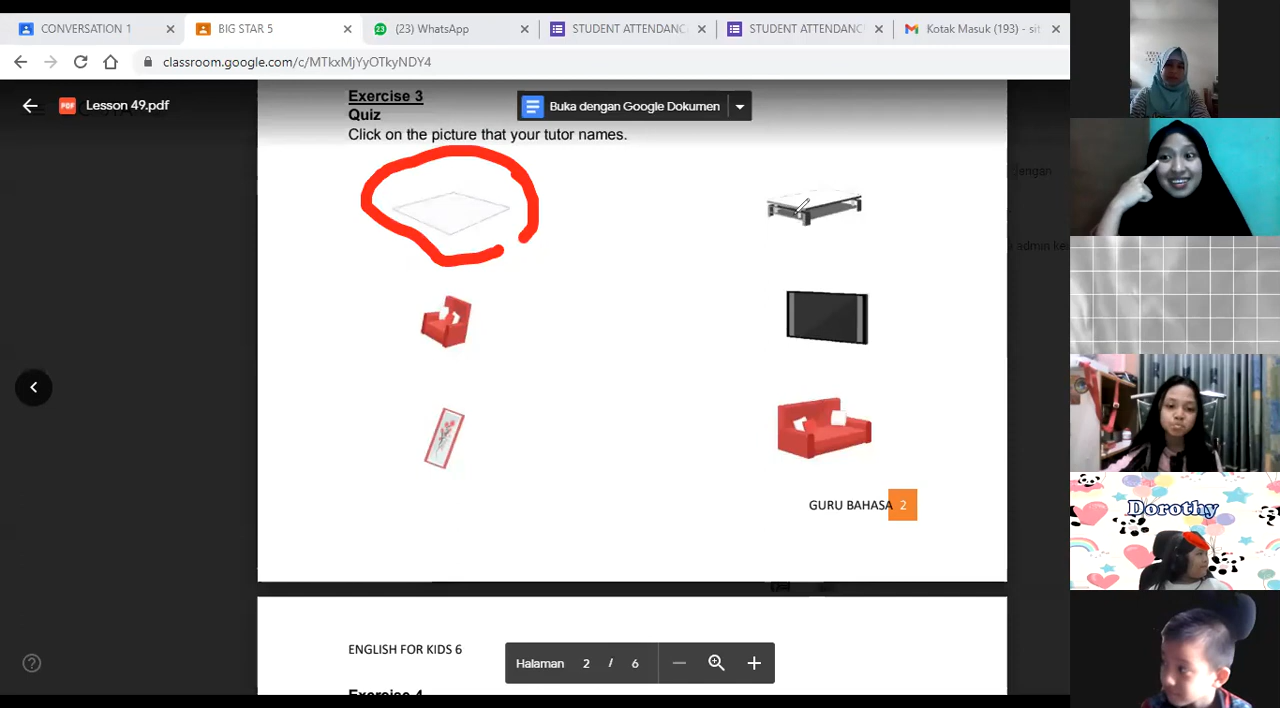 CONVERSATION 1
BIG STAR 5
(23) WhatsApp
STUDENT ATTENDANC
STUDENT ATTENDANC
Kotak Masuk (193) - sit
classroom.google.com/c/MTkxMjYyOTkyNDY4
Lesson 49.pdf
Buka dengan Google Dokumen
Exercise 3
Quiz
Click on the picture that your tutor names.
GURU BAHASA 2
ENGLISH FOR KIDS 6
Halaman 2 / 6
Exercise 4
Dorothy